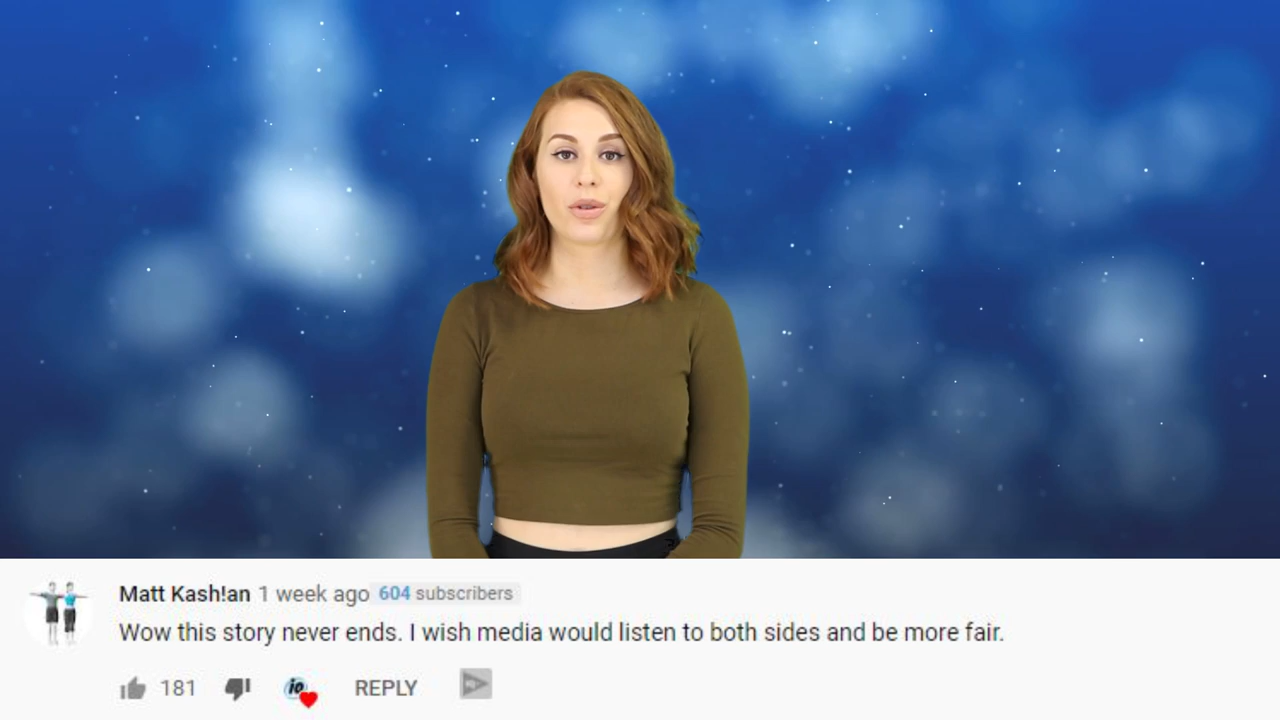 Matt Kash!an 1 week ago 604 subscribers
Wow this story never ends. I wish media would listen to both sides and be more fair.
181 io REPLY